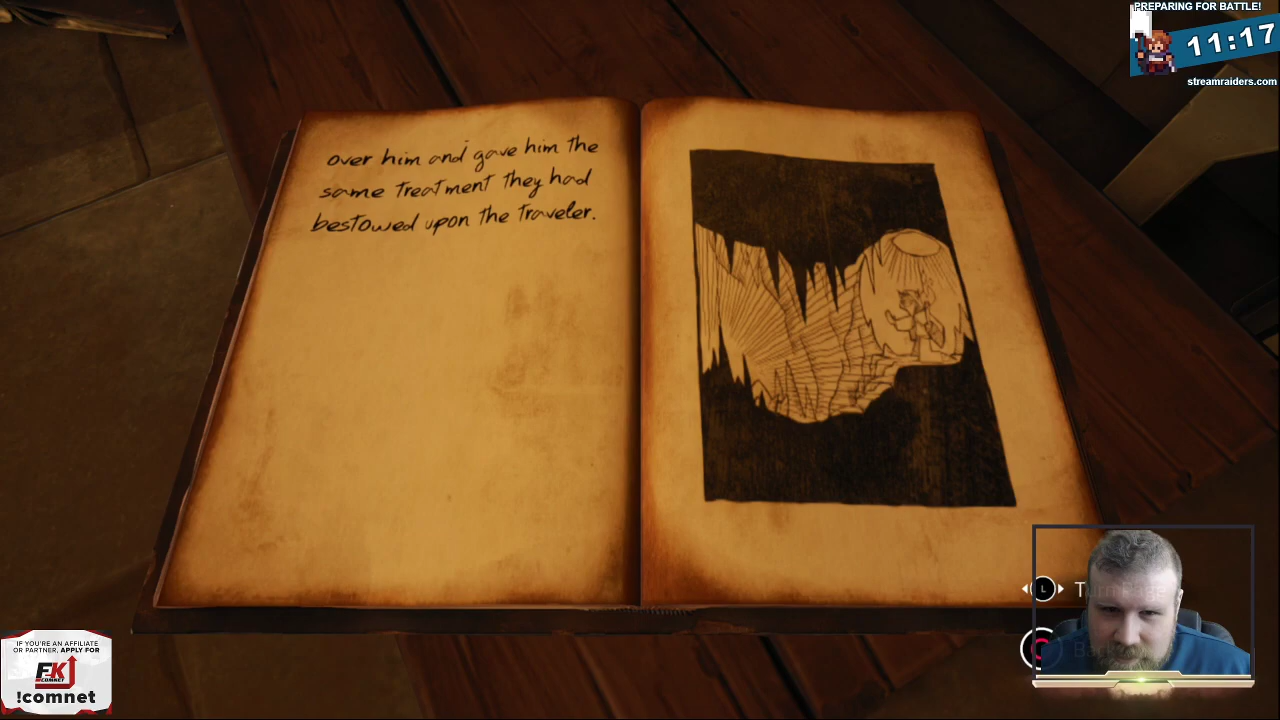 PREPARING FOR BATTLE!
11:17
streamraiders.com
over him and gave him the
same treatment they had
bestowed upon the traveler.
L
IF YOU'RE AN AFFILIATE
OR PARTNER, APPLY FOR
!comnet